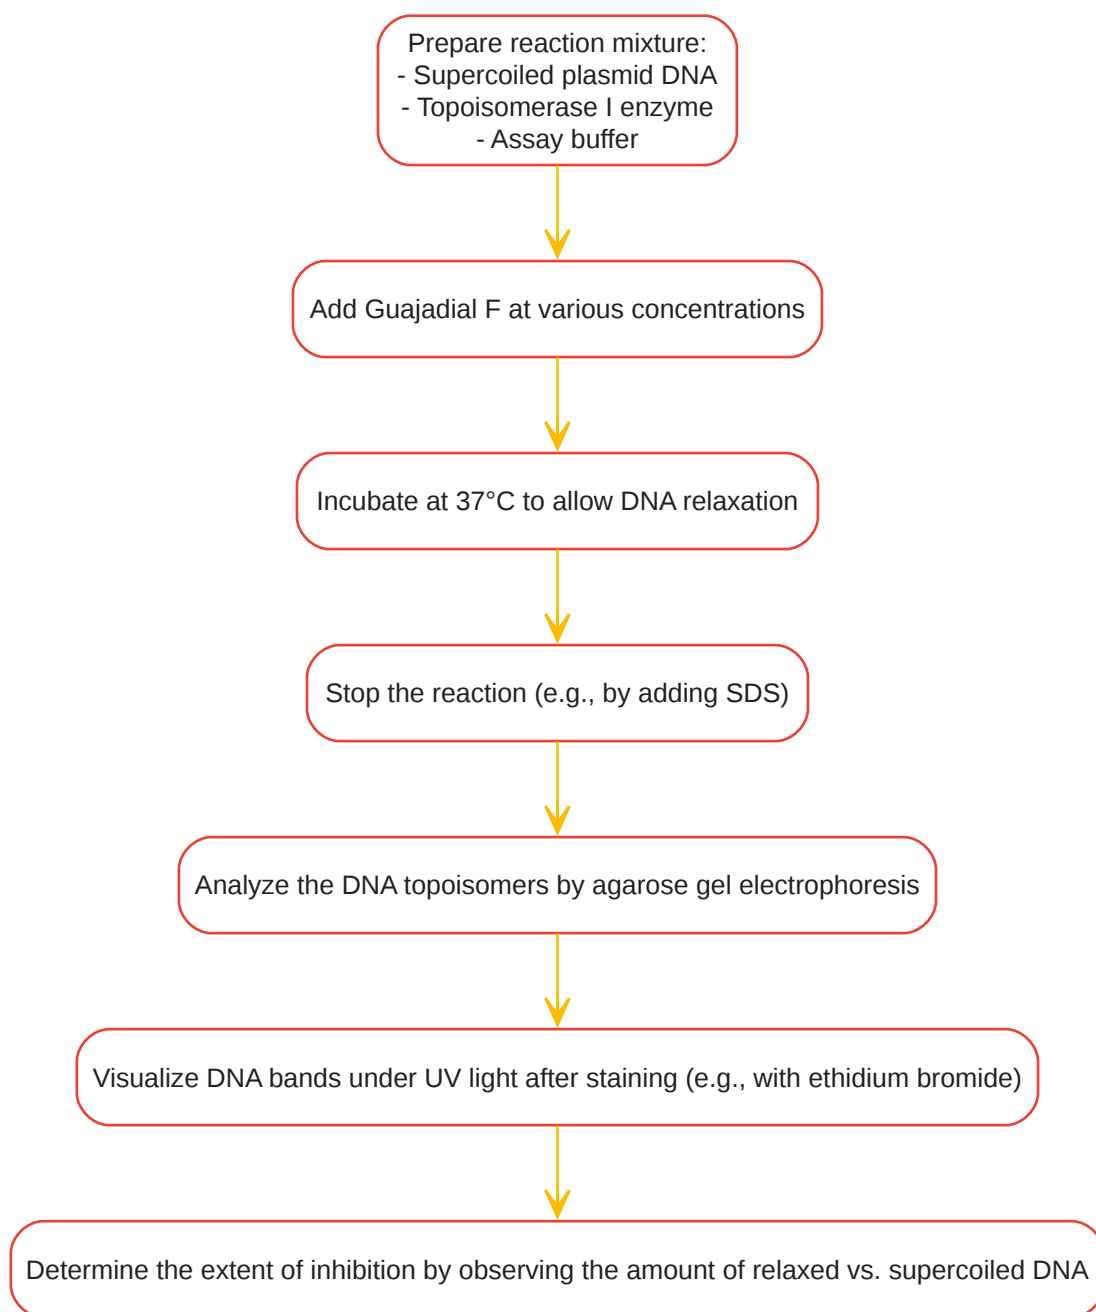 Prepare reaction mixture:
- Supercoiled plasmid DNA
- Topoisomerase I enzyme
- Assay buffer
Add Guajadial F at various concentrations
Incubate at 37°C to allow DNA relaxation
Stop the reaction (e.g., by adding SDS)
Analyze the DNA topoisomers by agarose gel electrophoresis
Visualize DNA bands under UV light after staining (e.g., with ethidium bromide)
Determine the extent of inhibition by observing the amount of relaxed vs. supercoiled DNA